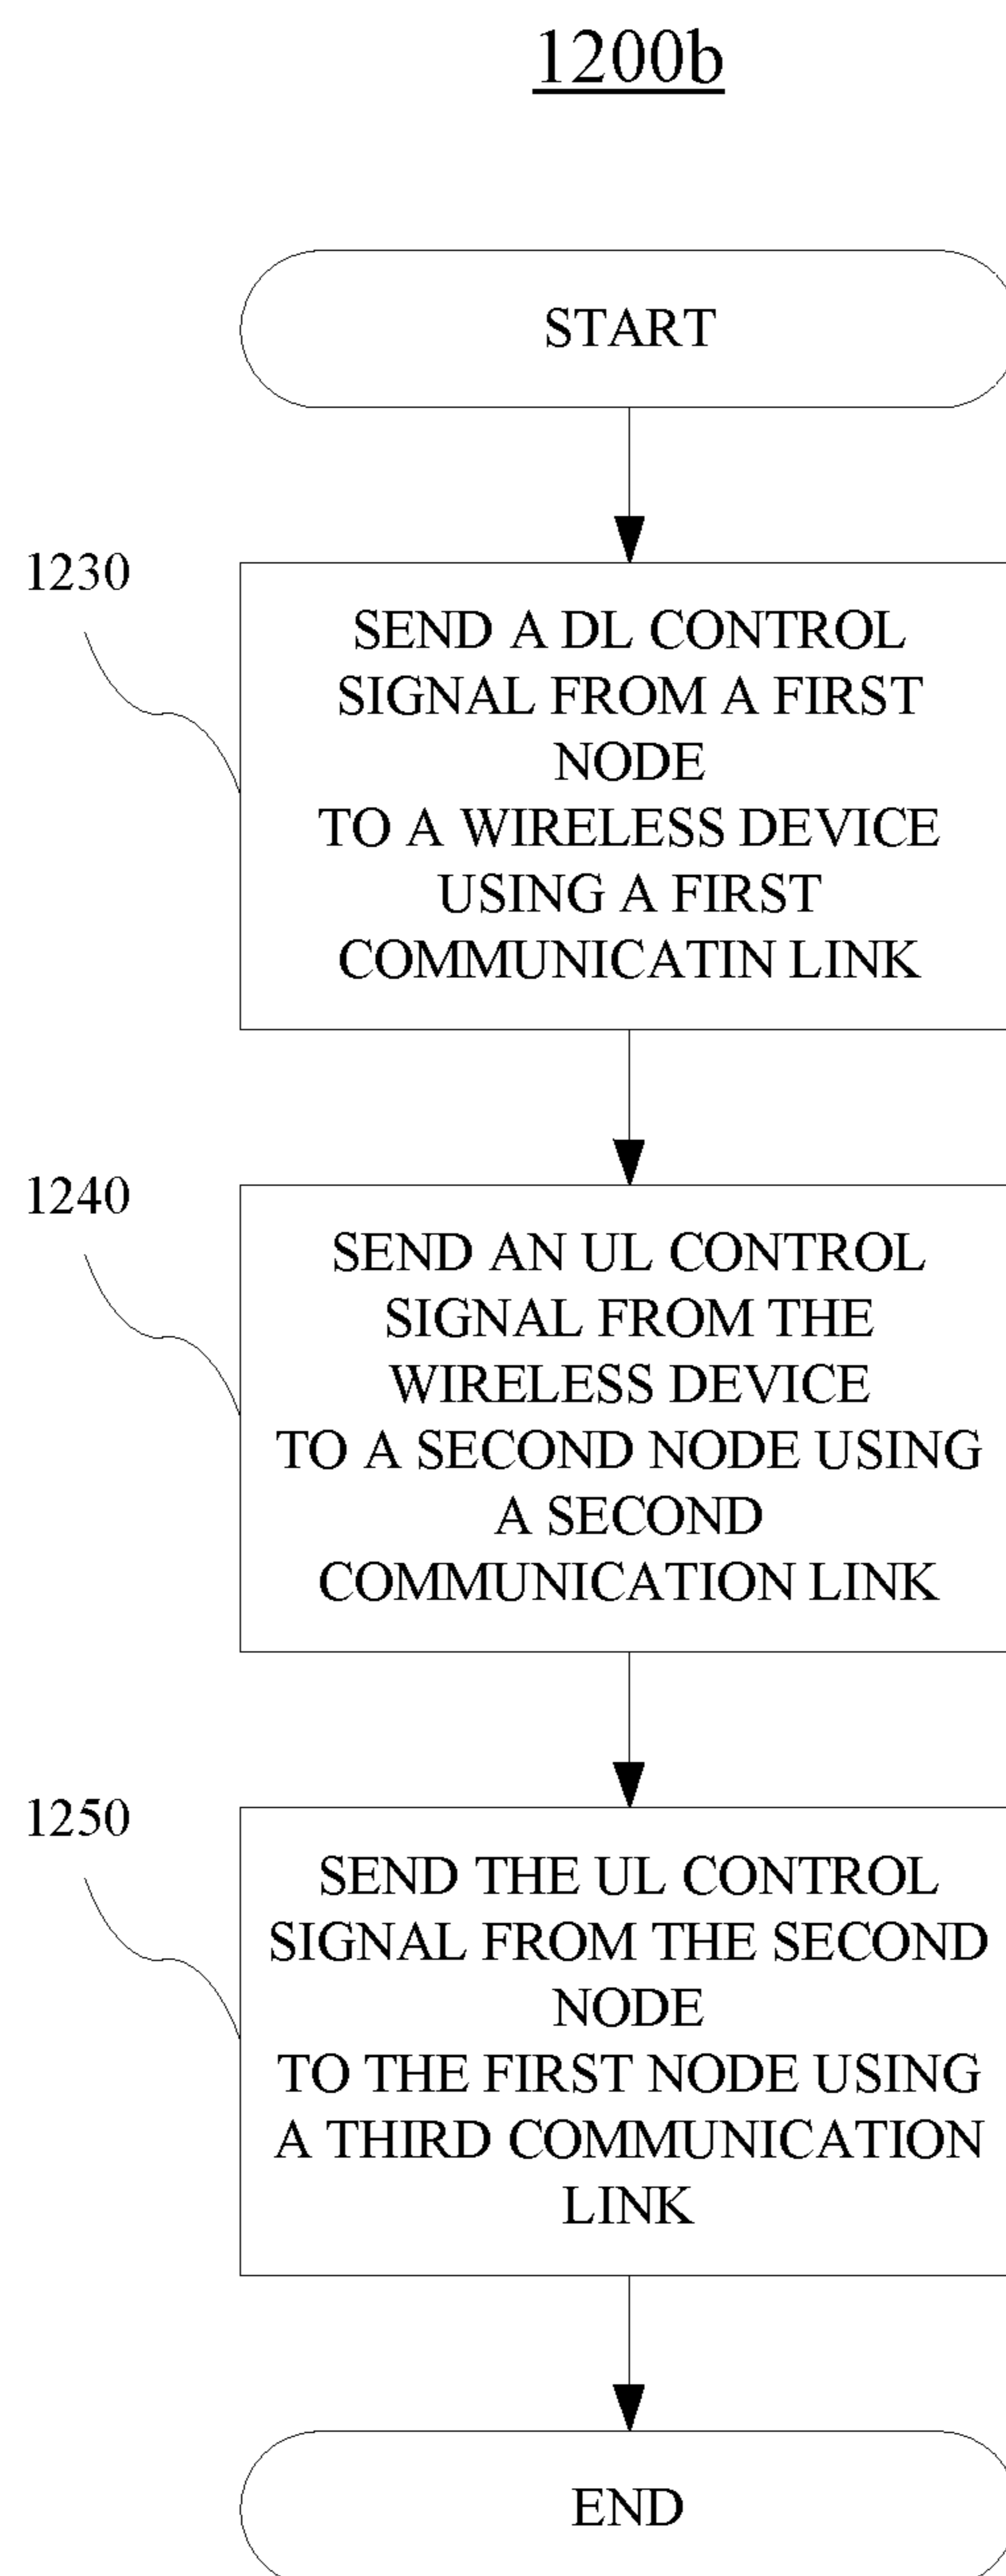 1200b
START
1230
SEND A DL CONTROL
SIGNAL FROM A FIRST
NODE
TO A WIRELESS DEVICE
USING A FIRST
COMMUNICATIN LINK
1240
SEND AN UL CONTROL
SIGNAL FROM THE
WIRELESS DEVICE
TO A SECOND NODE USING
A SECOND
COMMUNICATION LINK
1250
SEND THE UL CONTROL
SIGNAL FROM THE SECOND
NODE
TO THE FIRST NODE USING
A THIRD COMMUNICATION
LINK
END